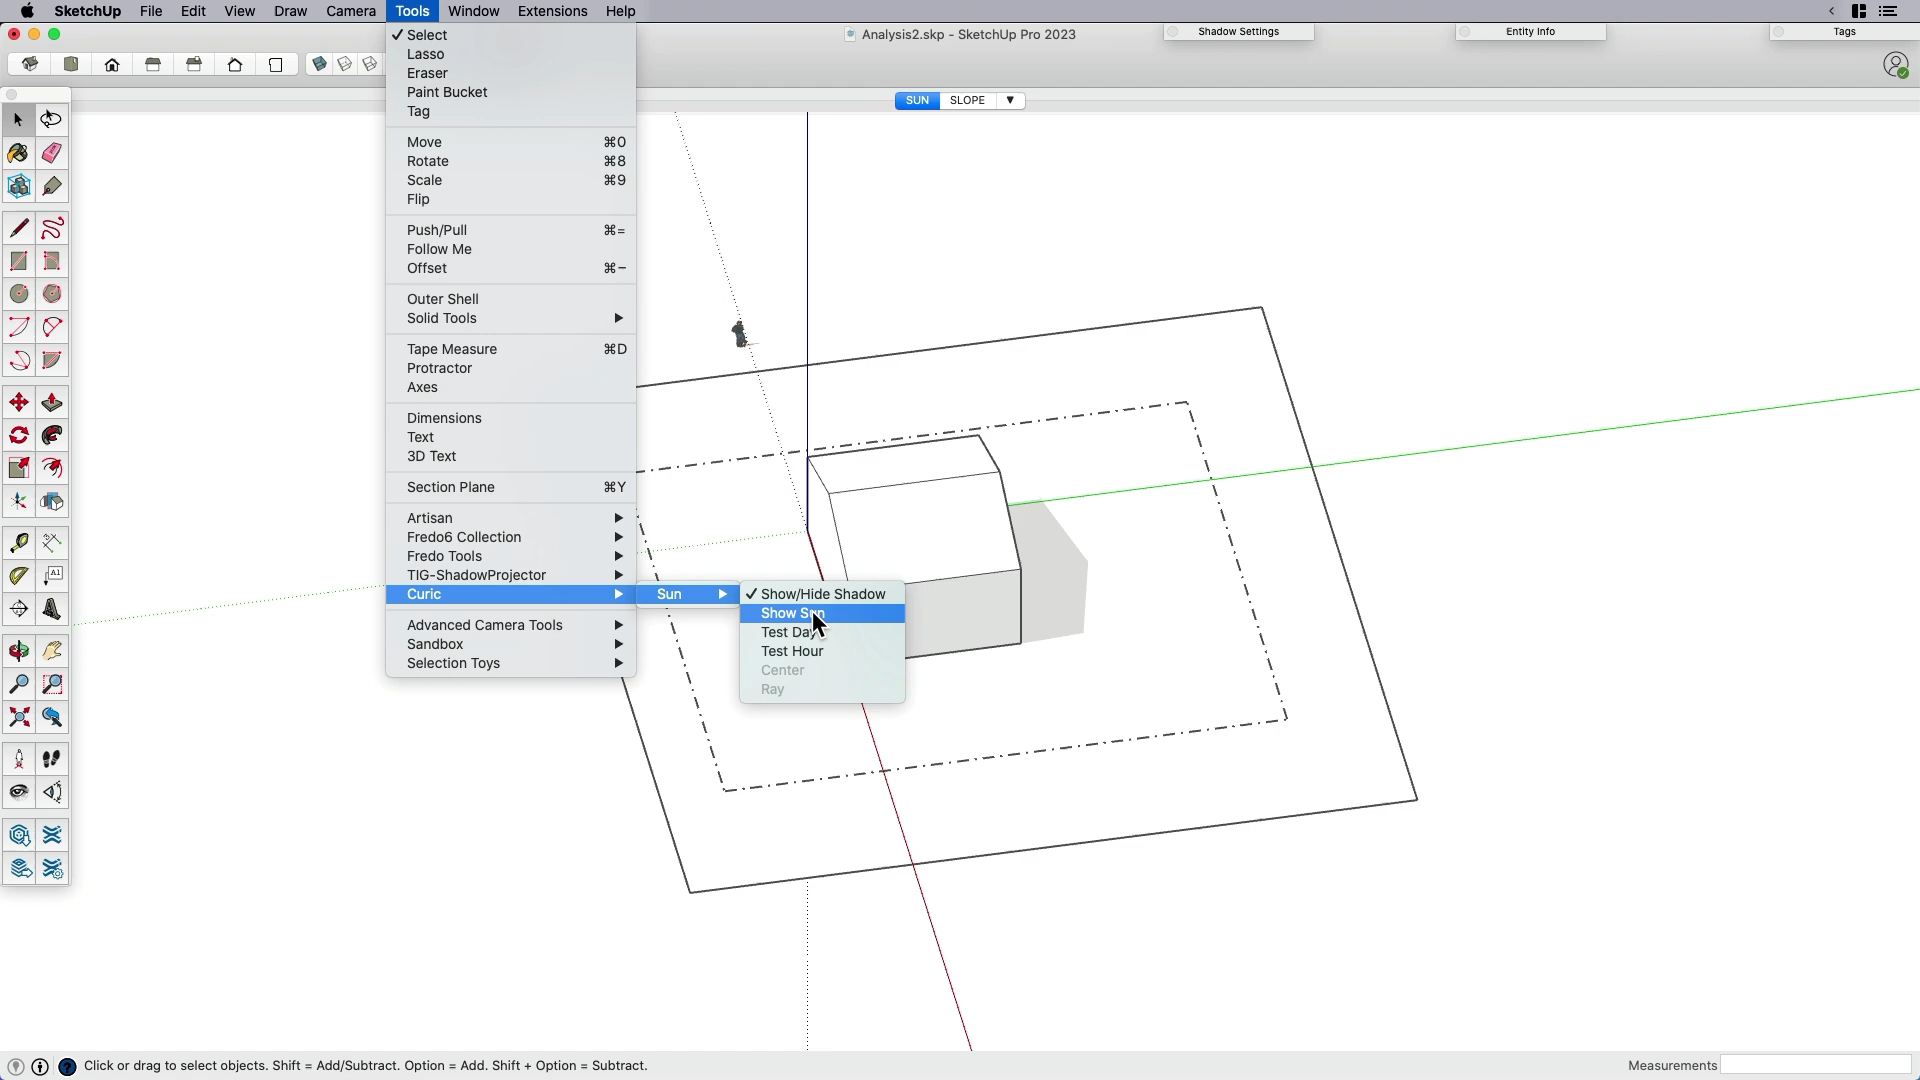 SketchUp File Edit View Draw Camera Tools Window Extensions Help
Analysis2.skp - SketchUp Pro 2023
Shadow Settings
Entity Info
Tags
SUN SLOPE ▼
✓ Select
Lasso
Eraser
Paint Bucket
Tag
Move ⌘0
Rotate ⌘8
Scale ⌘9
Flip
Push/Pull ⌘=
Follow Me
Offset ⌘−
Outer Shell
Solid Tools ▶
Tape Measure ⌘D
Protractor
Axes
Dimensions
Text
3D Text
Section Plane ⌘Y
Artisan ▶
Fredo6 Collection ▶
Fredo Tools ▶
TIG-ShadowProjector ▶
Curic ▶
Advanced Camera Tools ▶
Sandbox ▶
Selection Toys ▶
Sun ▶
✓ Show/Hide Shadow
Show Sun
Test Day
Test Hour
Center
Ray
A1
Click or drag to select objects. Shift = Add/Subtract. Option = Add. Shift + Option = Subtract.
Measurements